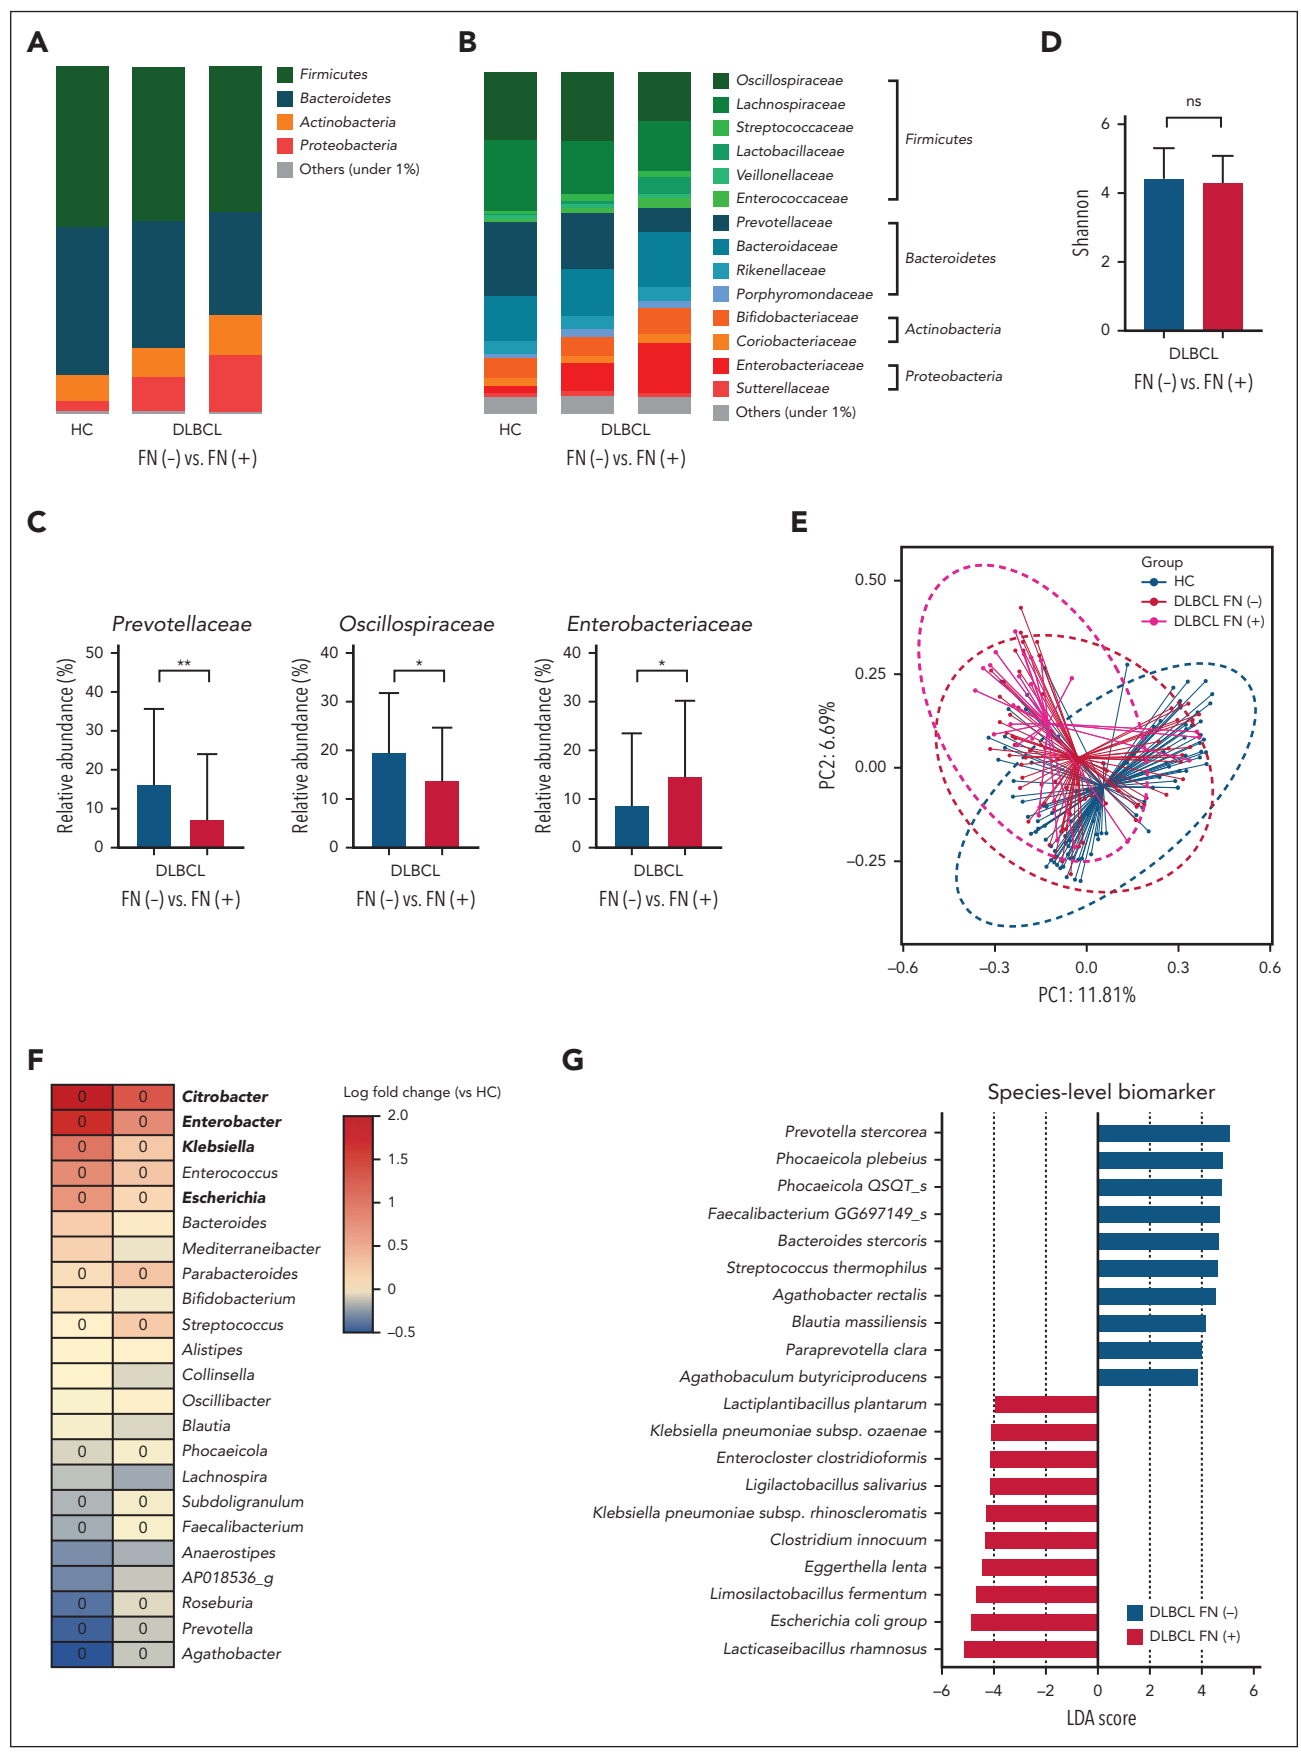 A
Firmicutes
Bacteroidetes
Actinobacteria
Proteobacteria
Others (under 1%)
HC
DLBCL
FN (–) vs. FN (+)
B
Oscillospiraceae
Lachnospiraceae
Streptococcaceae
Lactobacillaceae
Veillonellaceae
Enterococcaceae
Prevotellaceae
Bacteroidaceae
Rikenellaceae
Porphyromondaceae
Bifidobacteriaceae
Coriobacteriaceae
Enterobacteriaceae
Sutterellaceae
Others (under 1%)
Firmicutes
Bacteroidetes
Actinobacteria
Proteobacteria
HC
DLBCL
FN (–) vs. FN (+)
D
ns
Shannon
6
4
2
0
DLBCL
FN (–) vs. FN (+)
C
Prevotellaceae
**
Relative abundance (%)
50
40
30
20
10
0
DLBCL
FN (–) vs. FN (+)
Oscillospiraceae
*
Relative abundance (%)
40
30
20
10
0
DLBCL
FN (–) vs. FN (+)
Enterobacteriaceae
*
Relative abundance (%)
40
30
20
10
0
DLBCL
FN (–) vs. FN (+)
E
Group
HC
DLBCL FN (–)
DLBCL FN (+)
PC2: 6.69%
0.50
0.25
0.00
–0.25
–0.6 –0.3 0.0 0.3 0.6
PC1: 11.81%
F
0 0 Citrobacter
0 0 Enterobacter
0 0 Klebsiella
0 0 Enterococcus
0 0 Escherichia
Bacteroides
Mediterraneibacter
0 0 Parabacteroides
Bifidobacterium
0 0 Streptococcus
Alistipes
Collinsella
Oscillibacter
Blautia
0 0 Phocaeicola
Lachnospira
0 0 Subdoligranulum
0 0 Faecalibacterium
Anaerostipes
AP018536_g
0 0 Roseburia
0 0 Prevotella
0 0 Agathobacter
Log fold change (vs HC)
2.0
1.5
1
0.5
0
–0.5
G
Species-level biomarker
Prevotella stercorea
Phocaeicola plebeius
Phocaeicola QSQT_s
Faecalibacterium GG697149_s
Bacteroides stercoris
Streptococcus thermophilus
Agathobacter rectalis
Blautia massiliensis
Paraprevotella clara
Agathobaculum butyriciproducens
Lactiplantibacillus plantarum
Klebsiella pneumoniae subsp. ozaenae
Enterocloster clostridioformis
Ligilactobacillus salivarius
Klebsiella pneumoniae subsp. rhinoscleromatis
Clostridium innocuum
Eggerthella lenta
Limosilactobacillus fermentum
Escherichia coli group
Lacticaseibacillus rhamnosus
DLBCL FN (–)
DLBCL FN (+)
–6 –4 –2 0 2 4 6
LDA score